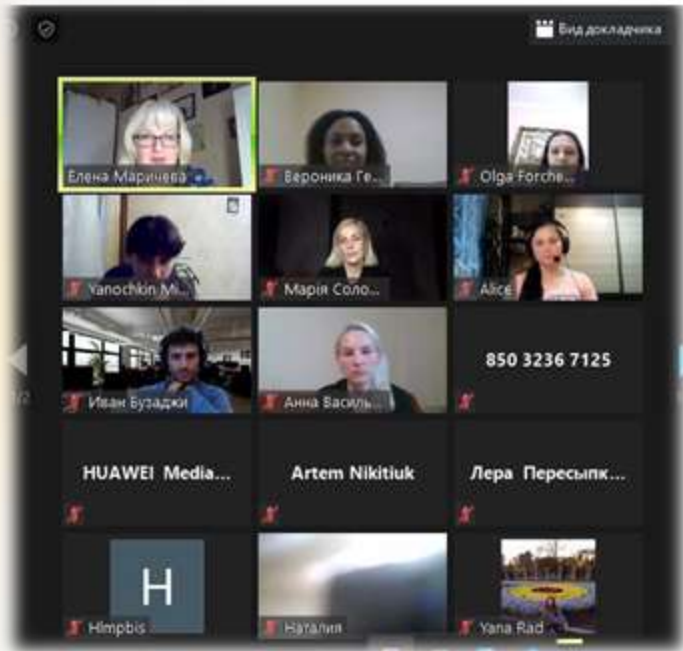 Вид докладчика
Елена Маричева
Вероника Ге...
Olga Forche...
Yanochkin Mi...
Марія Соло...
Alice
Иван Бузаджи
Анна Василь...
850 3236 7125
HUAWEI Media...
Artem Nikitiuk
Лера Пересыпк...
H
Hlmpbis
Наталия
Yana Rad